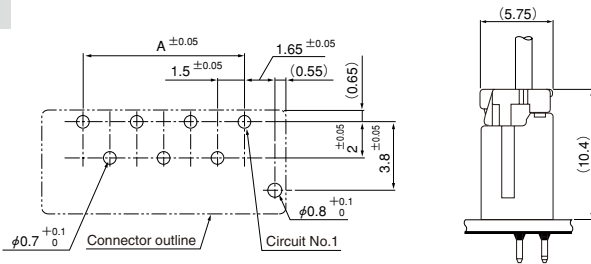 A ±0.05
1.65 ±0.05
1.5 ±0.05
(0.55)
(0.65)
2 ±0.05
3.8 ±0.05
φ0.7 +0.1 0
Connector outline
Circuit No.1
φ0.8 +0.1 0
(5.75)
(10.4)